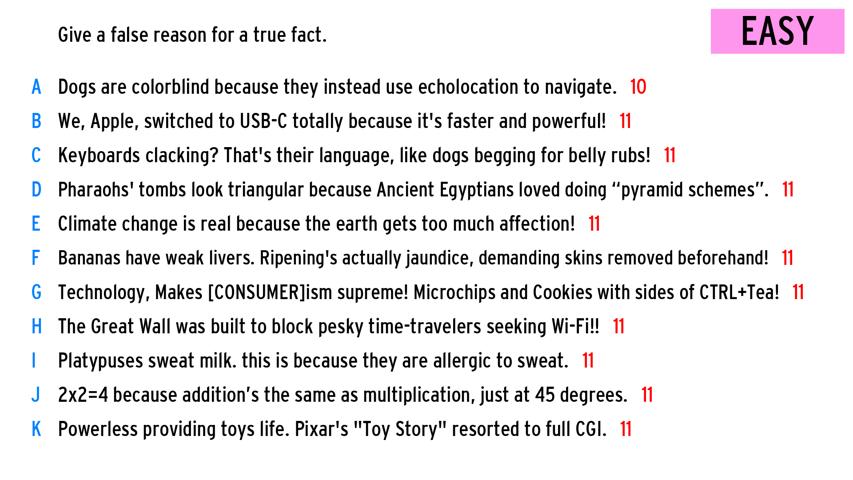 Give a false reason for a true fact.
EASY
A Dogs are colorblind because they instead use echolocation to navigate. 10
B We, Apple, switched to USB-C totally because it's faster and powerful! 11
C Keyboards clacking? That's their language, like dogs begging for belly rubs! 11
D Pharaohs' tombs look triangular because Ancient Egyptians loved doing “pyramid schemes”. 11
E Climate change is real because the earth gets too much affection! 11
F Bananas have weak livers. Ripening's actually jaundice, demanding skins removed beforehand! 11
G Technology, Makes [CONSUMER]ism supreme! Microchips and Cookies with sides of CTRL+Tea! 11
H The Great Wall was built to block pesky time-travelers seeking Wi-Fi!! 11
I Platypuses sweat milk. this is because they are allergic to sweat. 11
J 2x2=4 because addition’s the same as multiplication, just at 45 degrees. 11
K Powerless providing toys life. Pixar's "Toy Story" resorted to full CGI. 11